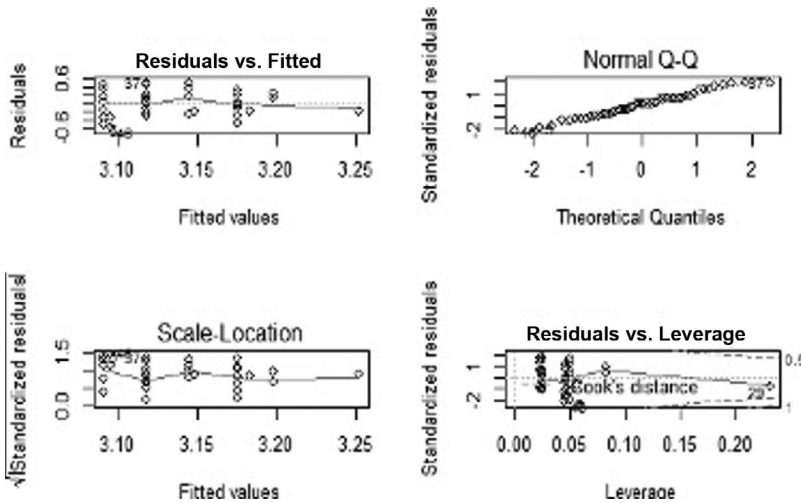 Residuals vs. Fitted
Residuals
0.6
-0.6
37
3.10 3.15 3.20 3.25
Fitted values
Normal Q-Q
Standardized residuals
1
-2
37
-2 -1 0 1 2
Theoretical Quantiles
Scale-Location
√|Standardized residuals|
1.5
0.0
37
3.10 3.15 3.20 3.25
Fitted values
Residuals vs. Leverage
Standardized residuals
1
-2
Cook's distance
29
0.5
1
0.00 0.05 0.10 0.15 0.20
Leverage